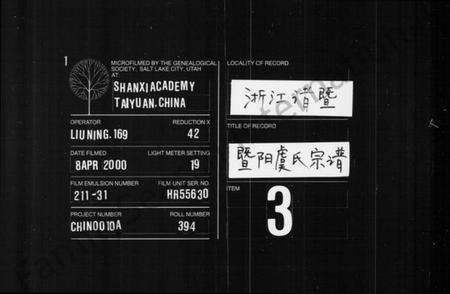 1
MICROFILMED BY THE GENEALOGICAL
SOCIETY, SALT LAKE CITY, UTAH
AT:
SHANXI ACADEMY
TAIYUAN.CHINA
OPERATOR
REDUCTION X
LIU NING. 169
42
DATE FILMED
LIGHT METER SETTING
8APR 2000
19
FILM EMULSION NUMBER
FILM UNIT SER. NO.
211-31
HR55630
PROJECT NUMBER
ROLL NUMBER
CHIN0010A
394
LOCALITY OF RECORD
浙江诸暨
TITLE OF RECORD
暨阳虞氏宗谱
ITEM
3